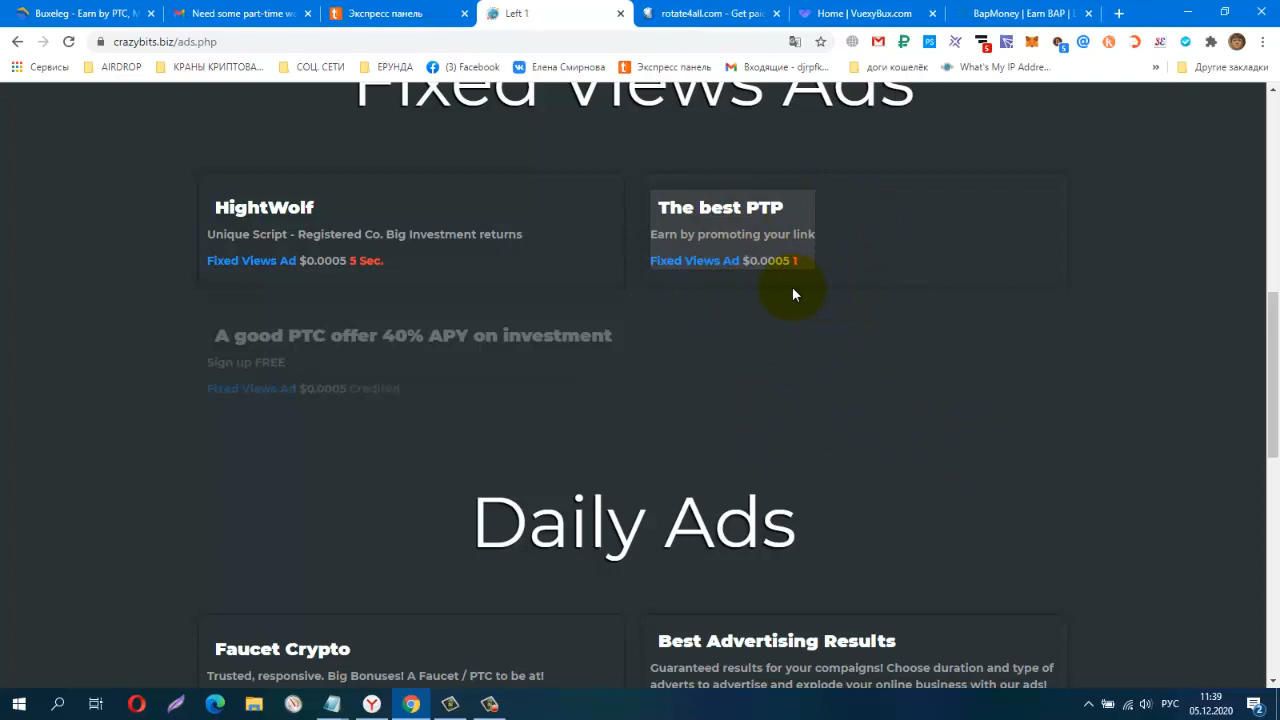 Buxeleg - Earn by PTC, M
Need some part-time wo
Экспресс панель
Left 1
rotate4all.com - Get paid
Home | VuexyBux.com
BapMoney | Earn BAP | L
crazybits.biz/ads.php
Сервисы
AIRDROP
КРАНЫ КРИПТОВА...
СОЦ. СЕТИ
ЕРУНДА
(3) Facebook
Елена Смирнова
Экспресс панель
Входящие - djrpfk...
доги кошелёк
What's My IP Addre...
»
Другие закладки
Fixed Views Ads
HightWolf
Unique Script - Registered Co. Big Investment returns
Fixed Views Ad $0.0005 5 Sec.
The best PTP
Earn by promoting your link
Fixed Views Ad $0.0005 1
A good PTC offer 40% APY on investment
Sign up FREE
Fixed Views Ad $0.0005 Credited
Daily Ads
Faucet Crypto
Trusted, responsive. Big Bonuses! A Faucet / PTC to be at!
Best Advertising Results
Guaranteed results for your compaigns! Choose duration and type of
adverts to advertise and explode your online business with our ads!
РУС
11:39
05.12.2020
2